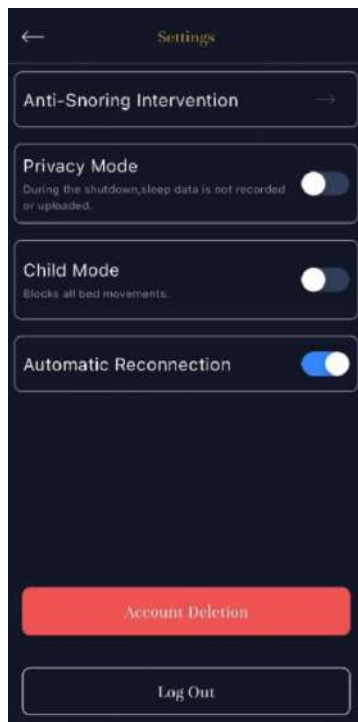 Settings
Anti-Snoring Intervention
Privacy Mode
During the shutdown,sleep data is not recorded
or uploaded.
Child Mode
Blocks all bed movements.
Automatic Reconnection
Account Deletion
Log Out